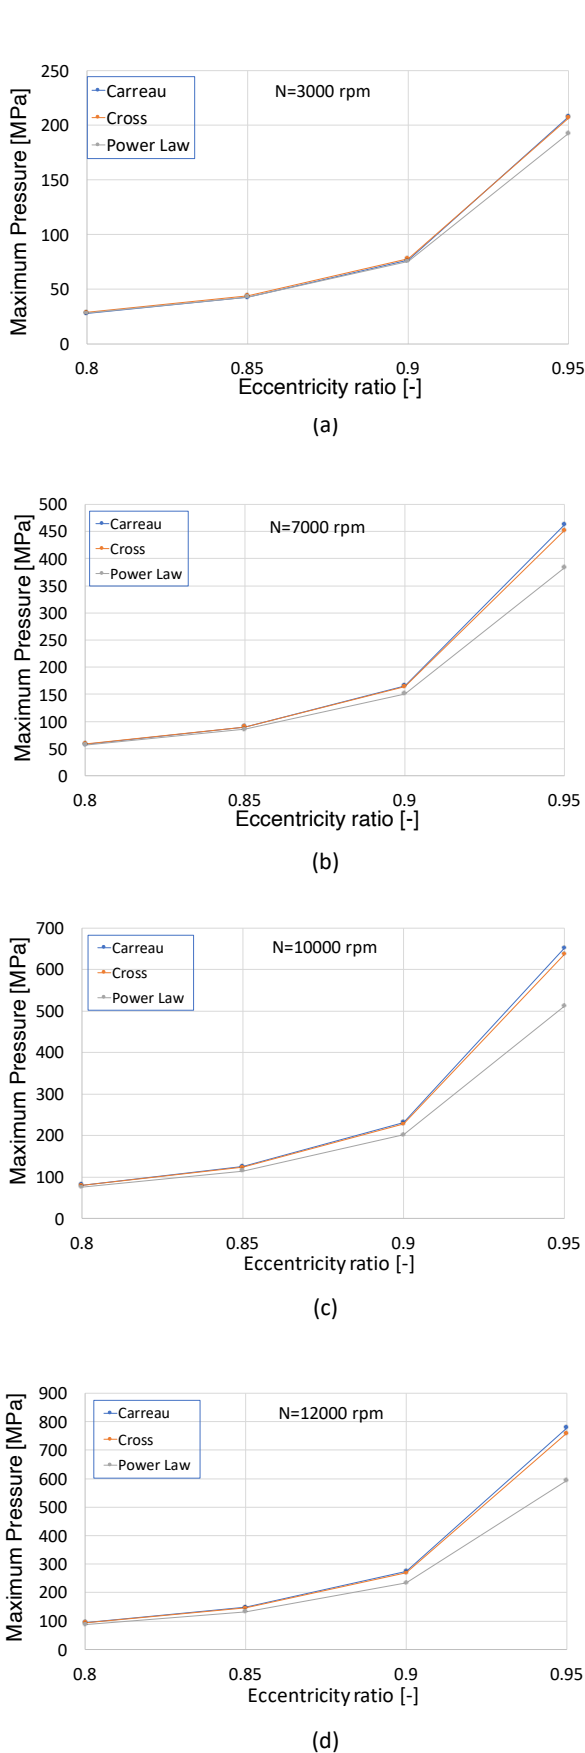 250
200
150
100
50
0
Maximum Pressure [MPa]
Carreau
Cross
Power Law
N=3000 rpm
0.8 0.85 0.9 0.95
Eccentricity ratio [-]
(a)
500
450
400
350
300
250
200
150
100
50
0
Maximum Pressure [MPa]
Carreau
Cross
Power Law
N=7000 rpm
0.8 0.85 0.9 0.95
Eccentricity ratio [-]
(b)
700
600
500
400
300
200
100
0
Maximum Pressure [MPa]
Carreau
Cross
Power Law
N=10000 rpm
0.8 0.85 0.9 0.95
Eccentricity ratio [-]
(c)
900
800
700
600
500
400
300
200
100
0
Maximum Pressure [MPa]
Carreau
Cross
Power Law
N=12000 rpm
0.8 0.85 0.9 0.95
Eccentricity ratio [-]
(d)